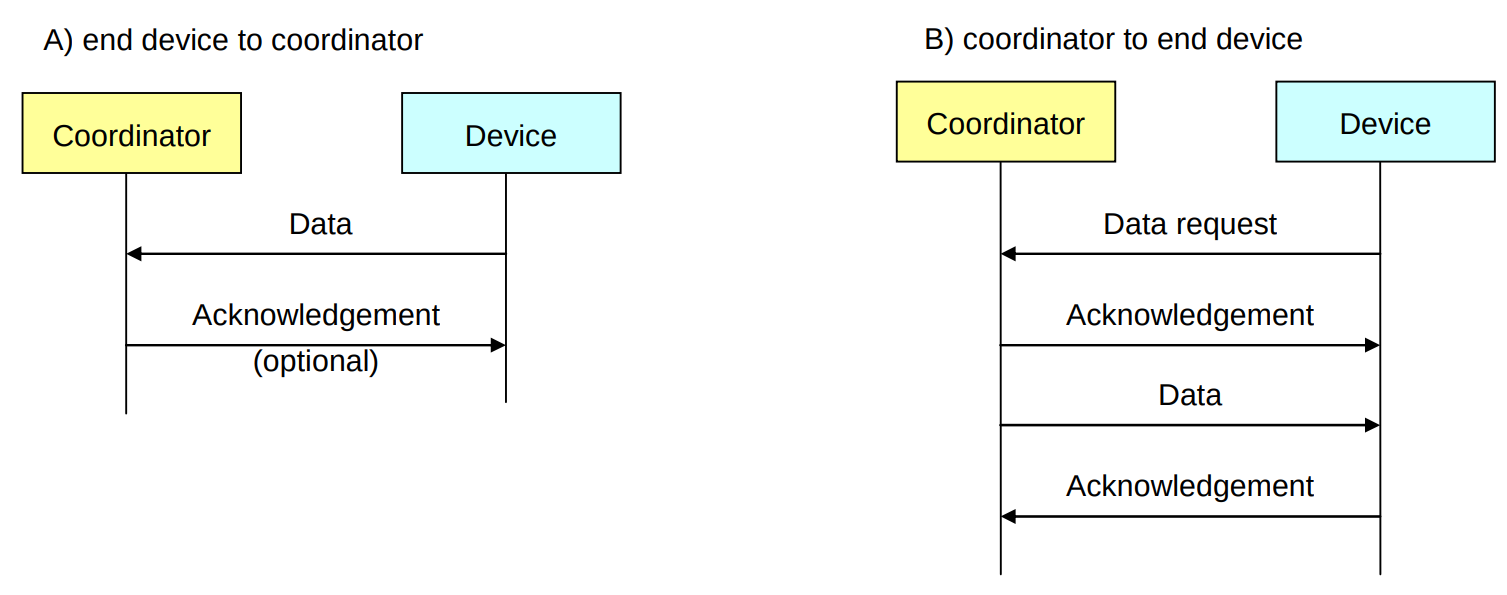 A) end device to coordinator
Coordinator
Device
Data
Acknowledgement
(optional)
B) coordinator to end device
Coordinator
Device
Data request
Acknowledgement
Data
Acknowledgement